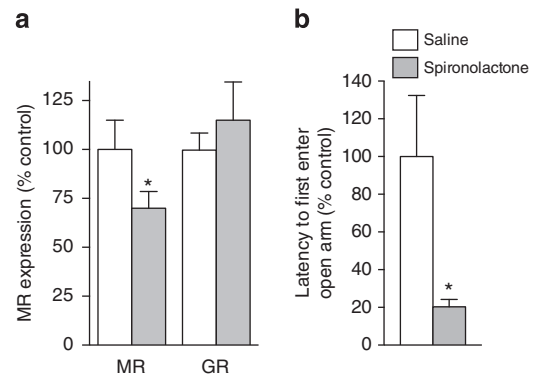 a
MR expression (% control)
125
100
75
50
25
0
*
MR
GR
b
Saline
Spironolactone
Latency to first enter
open arm (% control)
140
120
100
80
60
40
20
0
*